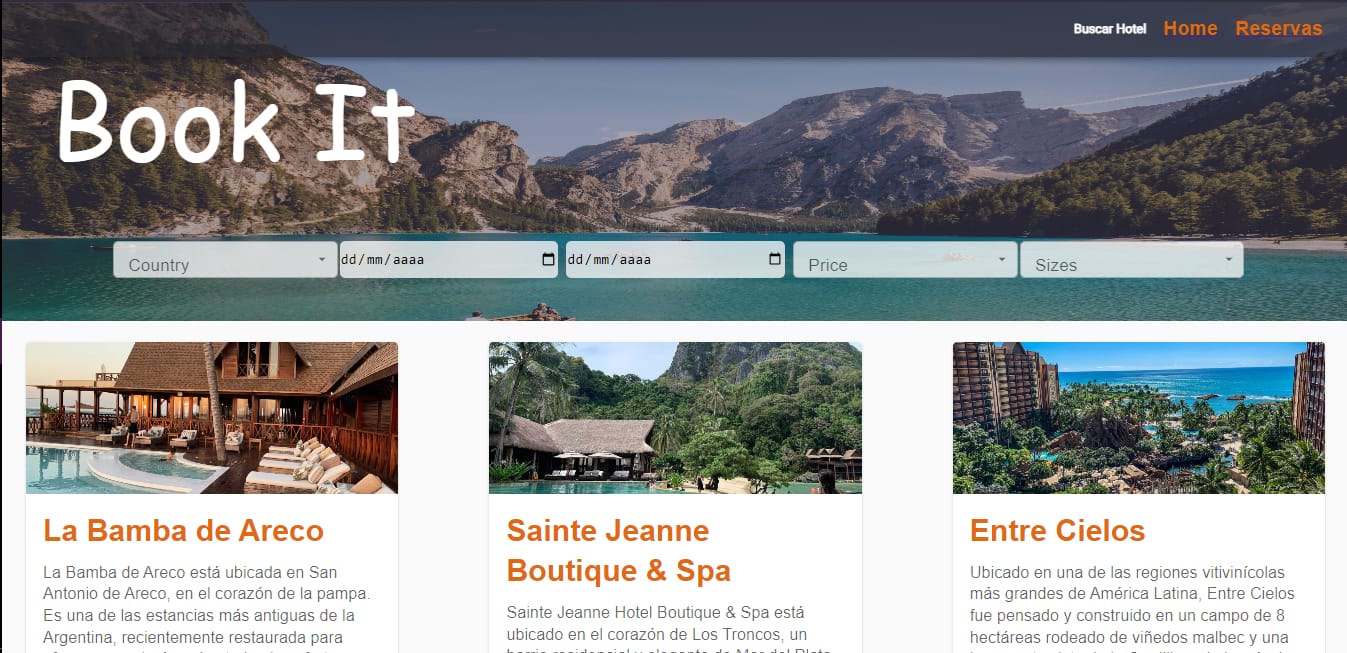 Buscar Hotel Home Reservas
Book It
Country dd/mm/aaaa dd/mm/aaaa Price Sizes
La Bamba de Areco
La Bamba de Areco está ubicada en San
Antonio de Areco, en el corazón de la pampa.
Es una de las estancias más antiguas de la
Argentina, recientemente restaurada para
Sainte Jeanne
Boutique & Spa
Sainte Jeanne Hotel Boutique & Spa está
ubicado en el corazón de Los Troncos, un
Entre Cielos
Ubicado en una de las regiones vitivinícolas
más grandes de América Latina, Entre Cielos
fue pensado y construido en un campo de 8
hectáreas rodeado de viñedos malbec y una